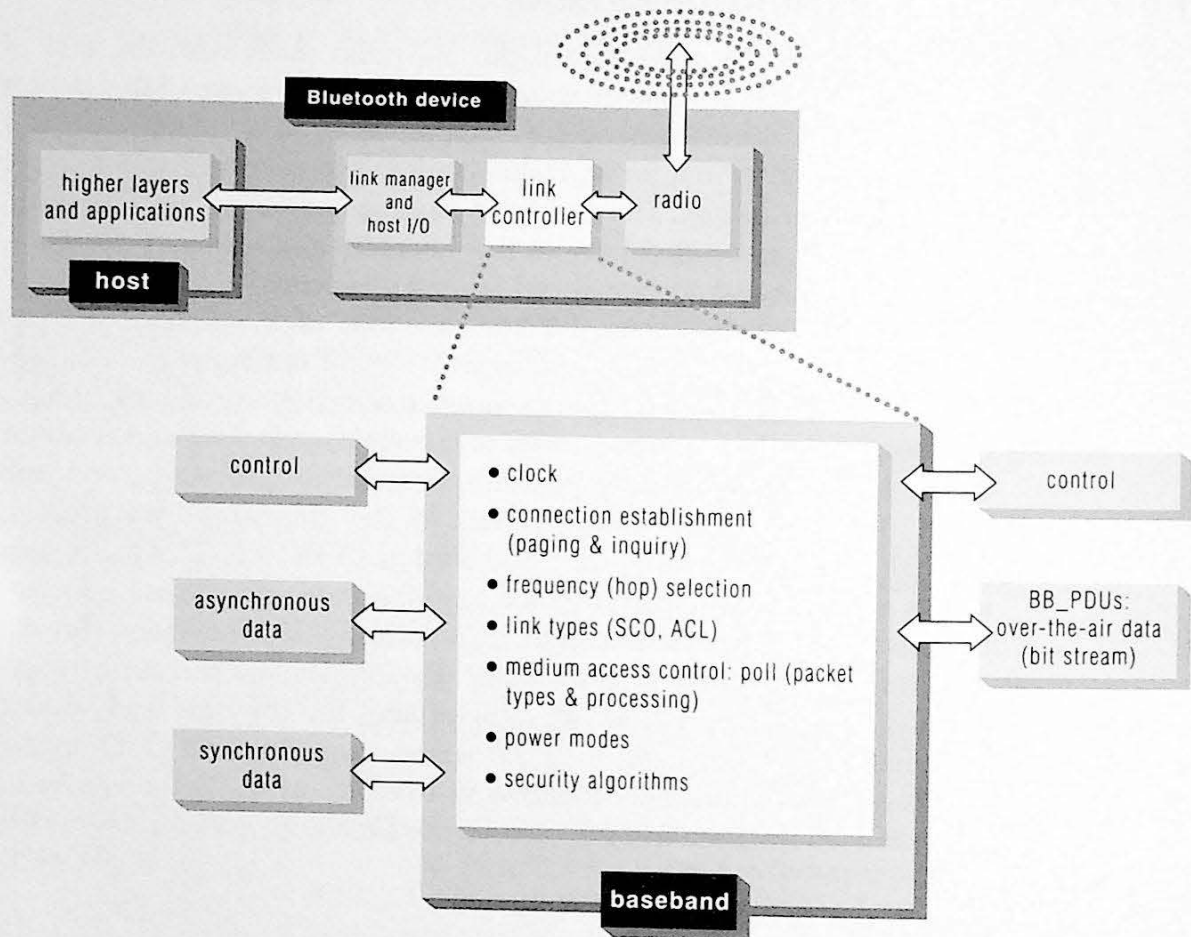 Bluetooth device
higher layers
and applications
link manager
and
host I/O
link
controller
radio
host
control
asynchronous
data
synchronous
data
● clock
● connection establishment
(paging & inquiry)
● frequency (hop) selection
● link types (SCO, ACL)
● medium access control: poll (packet
types & processing)
● power modes
● security algorithms
control
BB_PDUs:
over-the-air data
(bit stream)
baseband